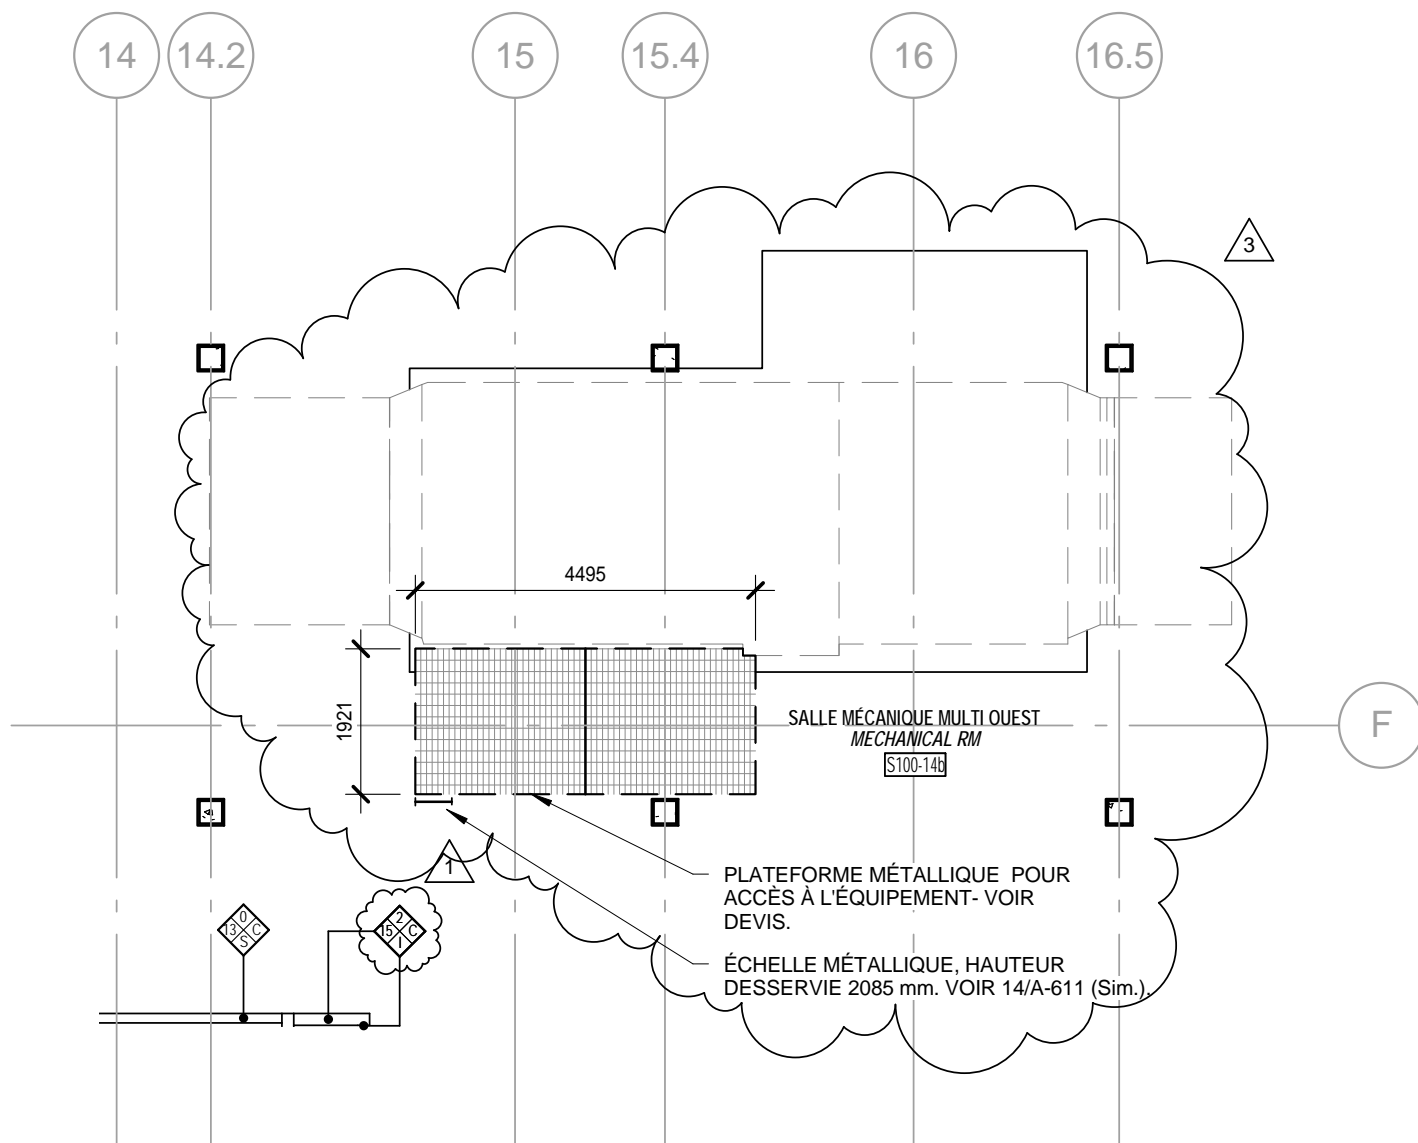 14
14.2
15
15.4
16
16.5
3
4495
1921
F
SALLE MÉCANIQUE MULTI OUEST
MECHANICAL RM
S100-14b
1
PLATEFORME MÉTALLIQUE POUR
ACCÈS À L'ÉQUIPEMENT- VOIR
DEVIS.
0
13 C
S
2
15 C
I
ÉCHELLE MÉTALLIQUE, HAUTEUR
DESSERVIE 2085 mm. VOIR 14/A-611 (Sim.).